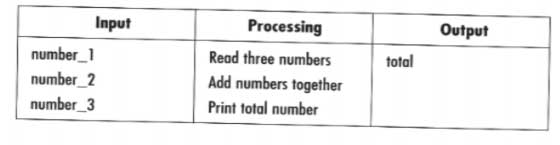 Input Processing Output
number_1 Read three numbers total
number_2 Add numbers together
number_3 Print total number